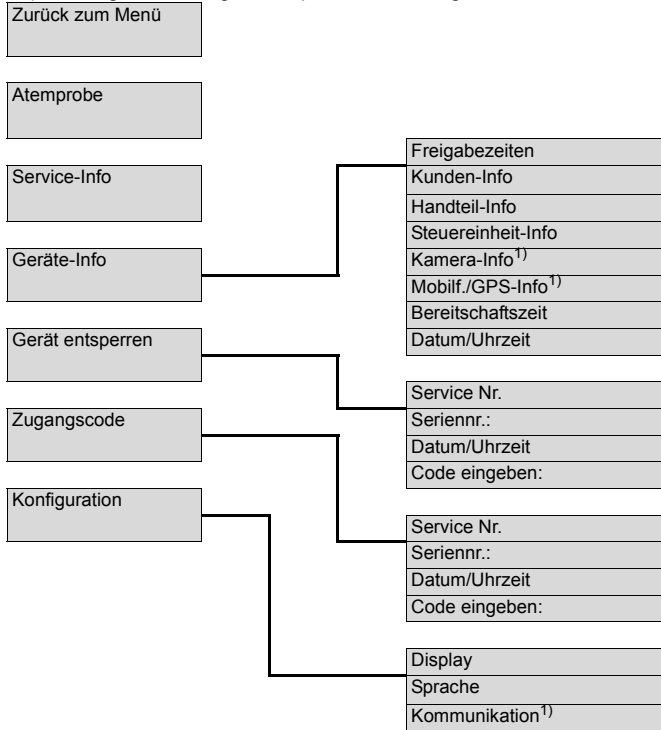 Zurück zum Menü
Atemprobe
Service-Info
Geräte-Info
Gerät entsperren
Zugangscode
Konfiguration
Freigabezeiten
Kunden-Info
Handteil-Info
Steuereinheit-Info
Kamera-Info1)
Mobilf./GPS-Info1)
Bereitschaftszeit
Datum/Uhrzeit
Service Nr.
Seriennr.:
Datum/Uhrzeit
Code eingeben:
Service Nr.
Seriennr.:
Datum/Uhrzeit
Code eingeben:
Display
Sprache
Kommunikation1)